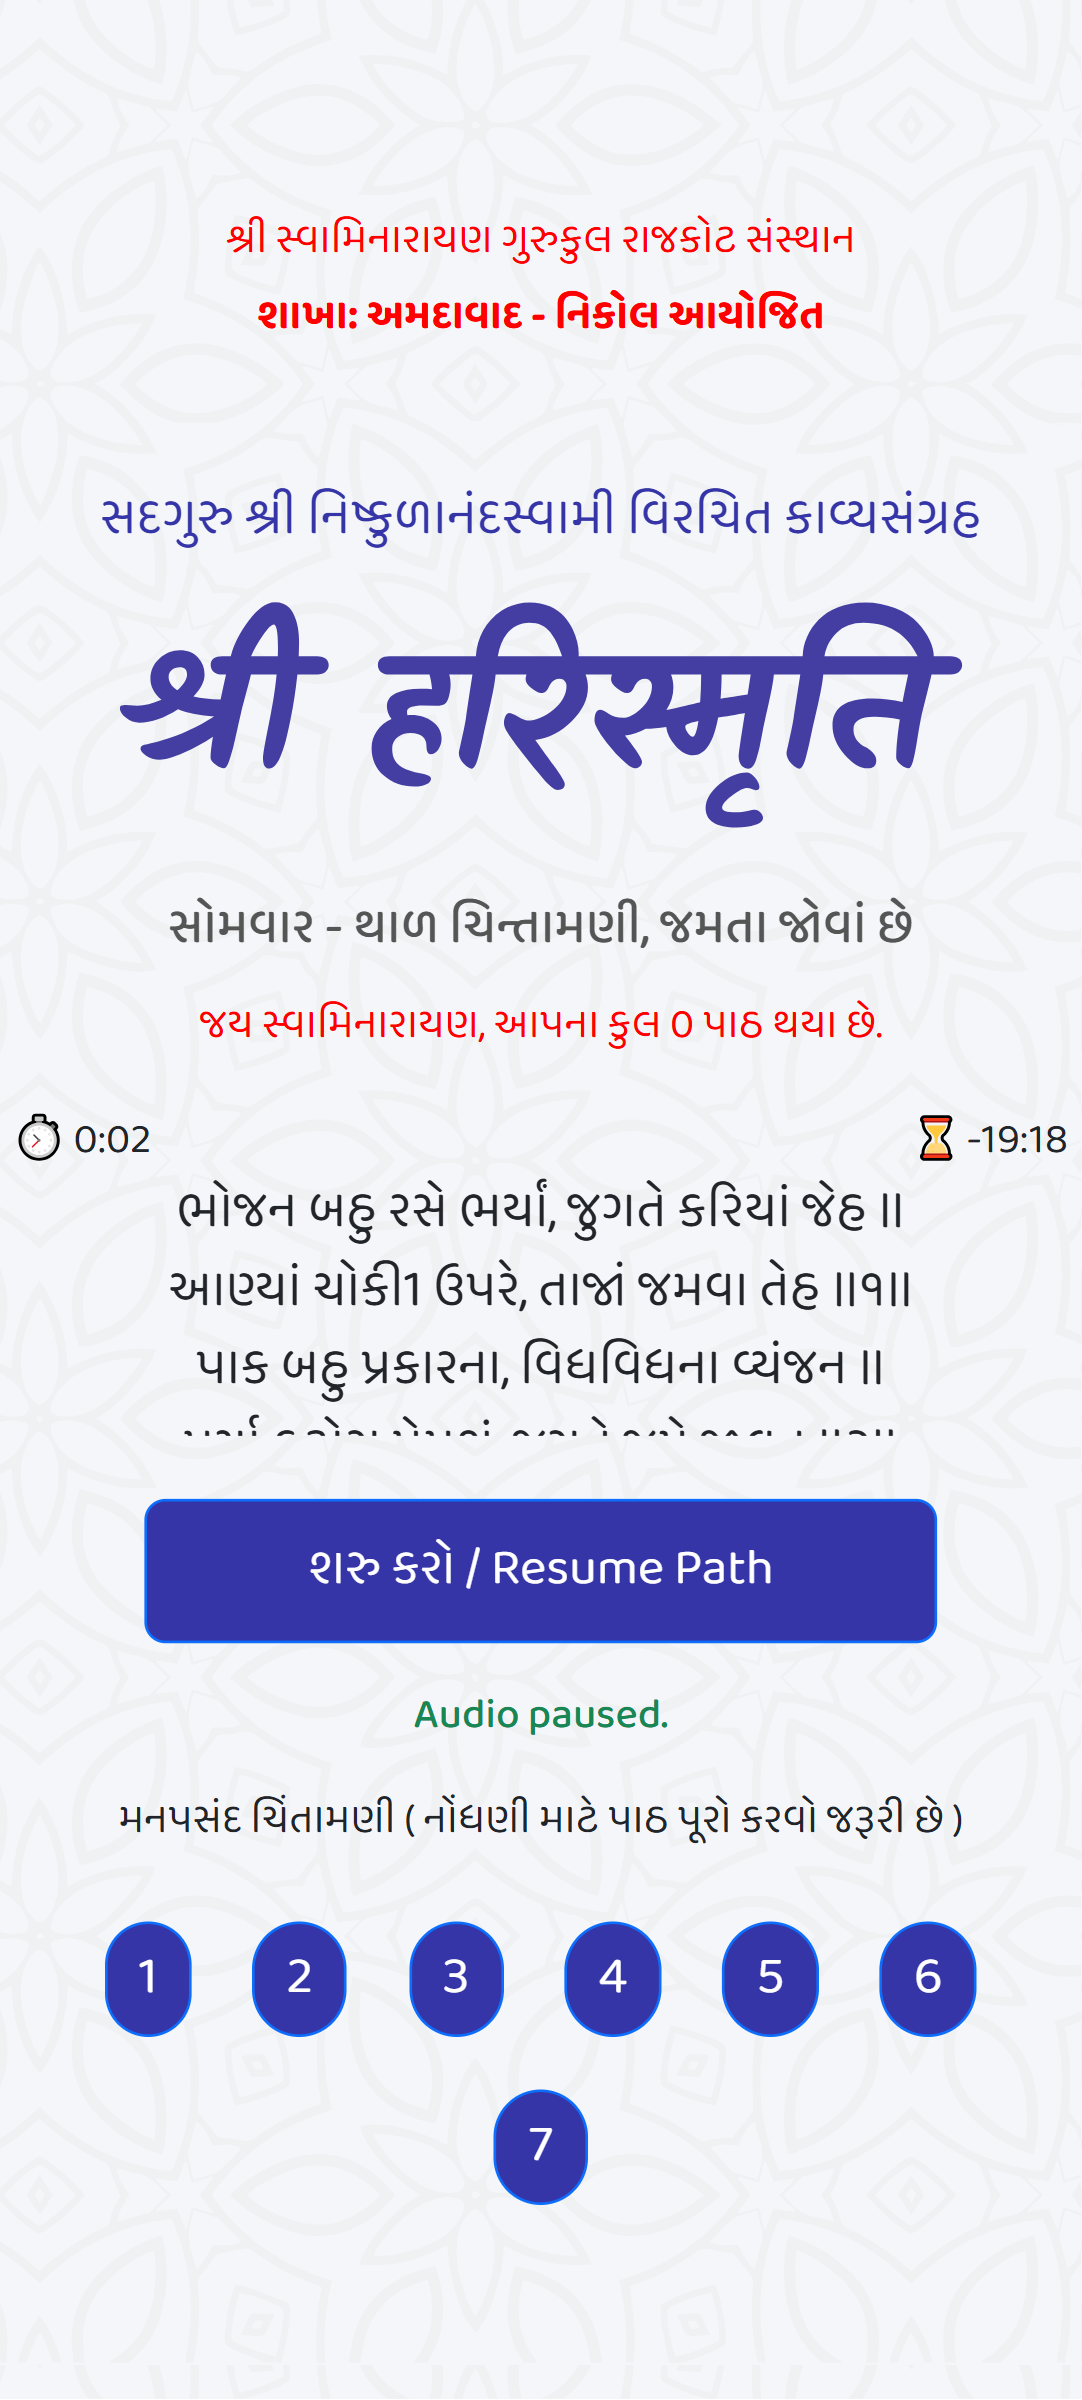 શ્રી સ્વામિનારાયણ ગુરુકુલ રાજકોટ સંસ્થાન
શાખા: અમદાવાદ - નિકોલ આયોજિત
સદગુરુ શ્રી નિષ્કુળાનંદસ્વામી વિરચિત કાવ્યસંગ્રહ
श्री हरिस्मृति
સોમવાર - થાળ ચિન્તામણી, જમતા જોવાં છે
જય સ્વામિનારાયણ, આપના કુલ 0 પાઠ થયા છે.
0:02
-19:18
ભોજન બહુ રસે ભર્યાં, જુગતે કરિયાં જેહ ॥
આણ્યાં ચોકી1 ઉપરે, તાજાં જમવા તેહ ॥૧॥
પાક બહુ પ્રકારના, વિધવિધના વ્યંજન ॥
શરુ કરો / Resume Path
Audio paused.
મનપસંદ ચિંતામણી ( નોંધણી માટે પાઠ પૂરો કરવો જરૂરી છે )
1 2 3 4 5 6
7